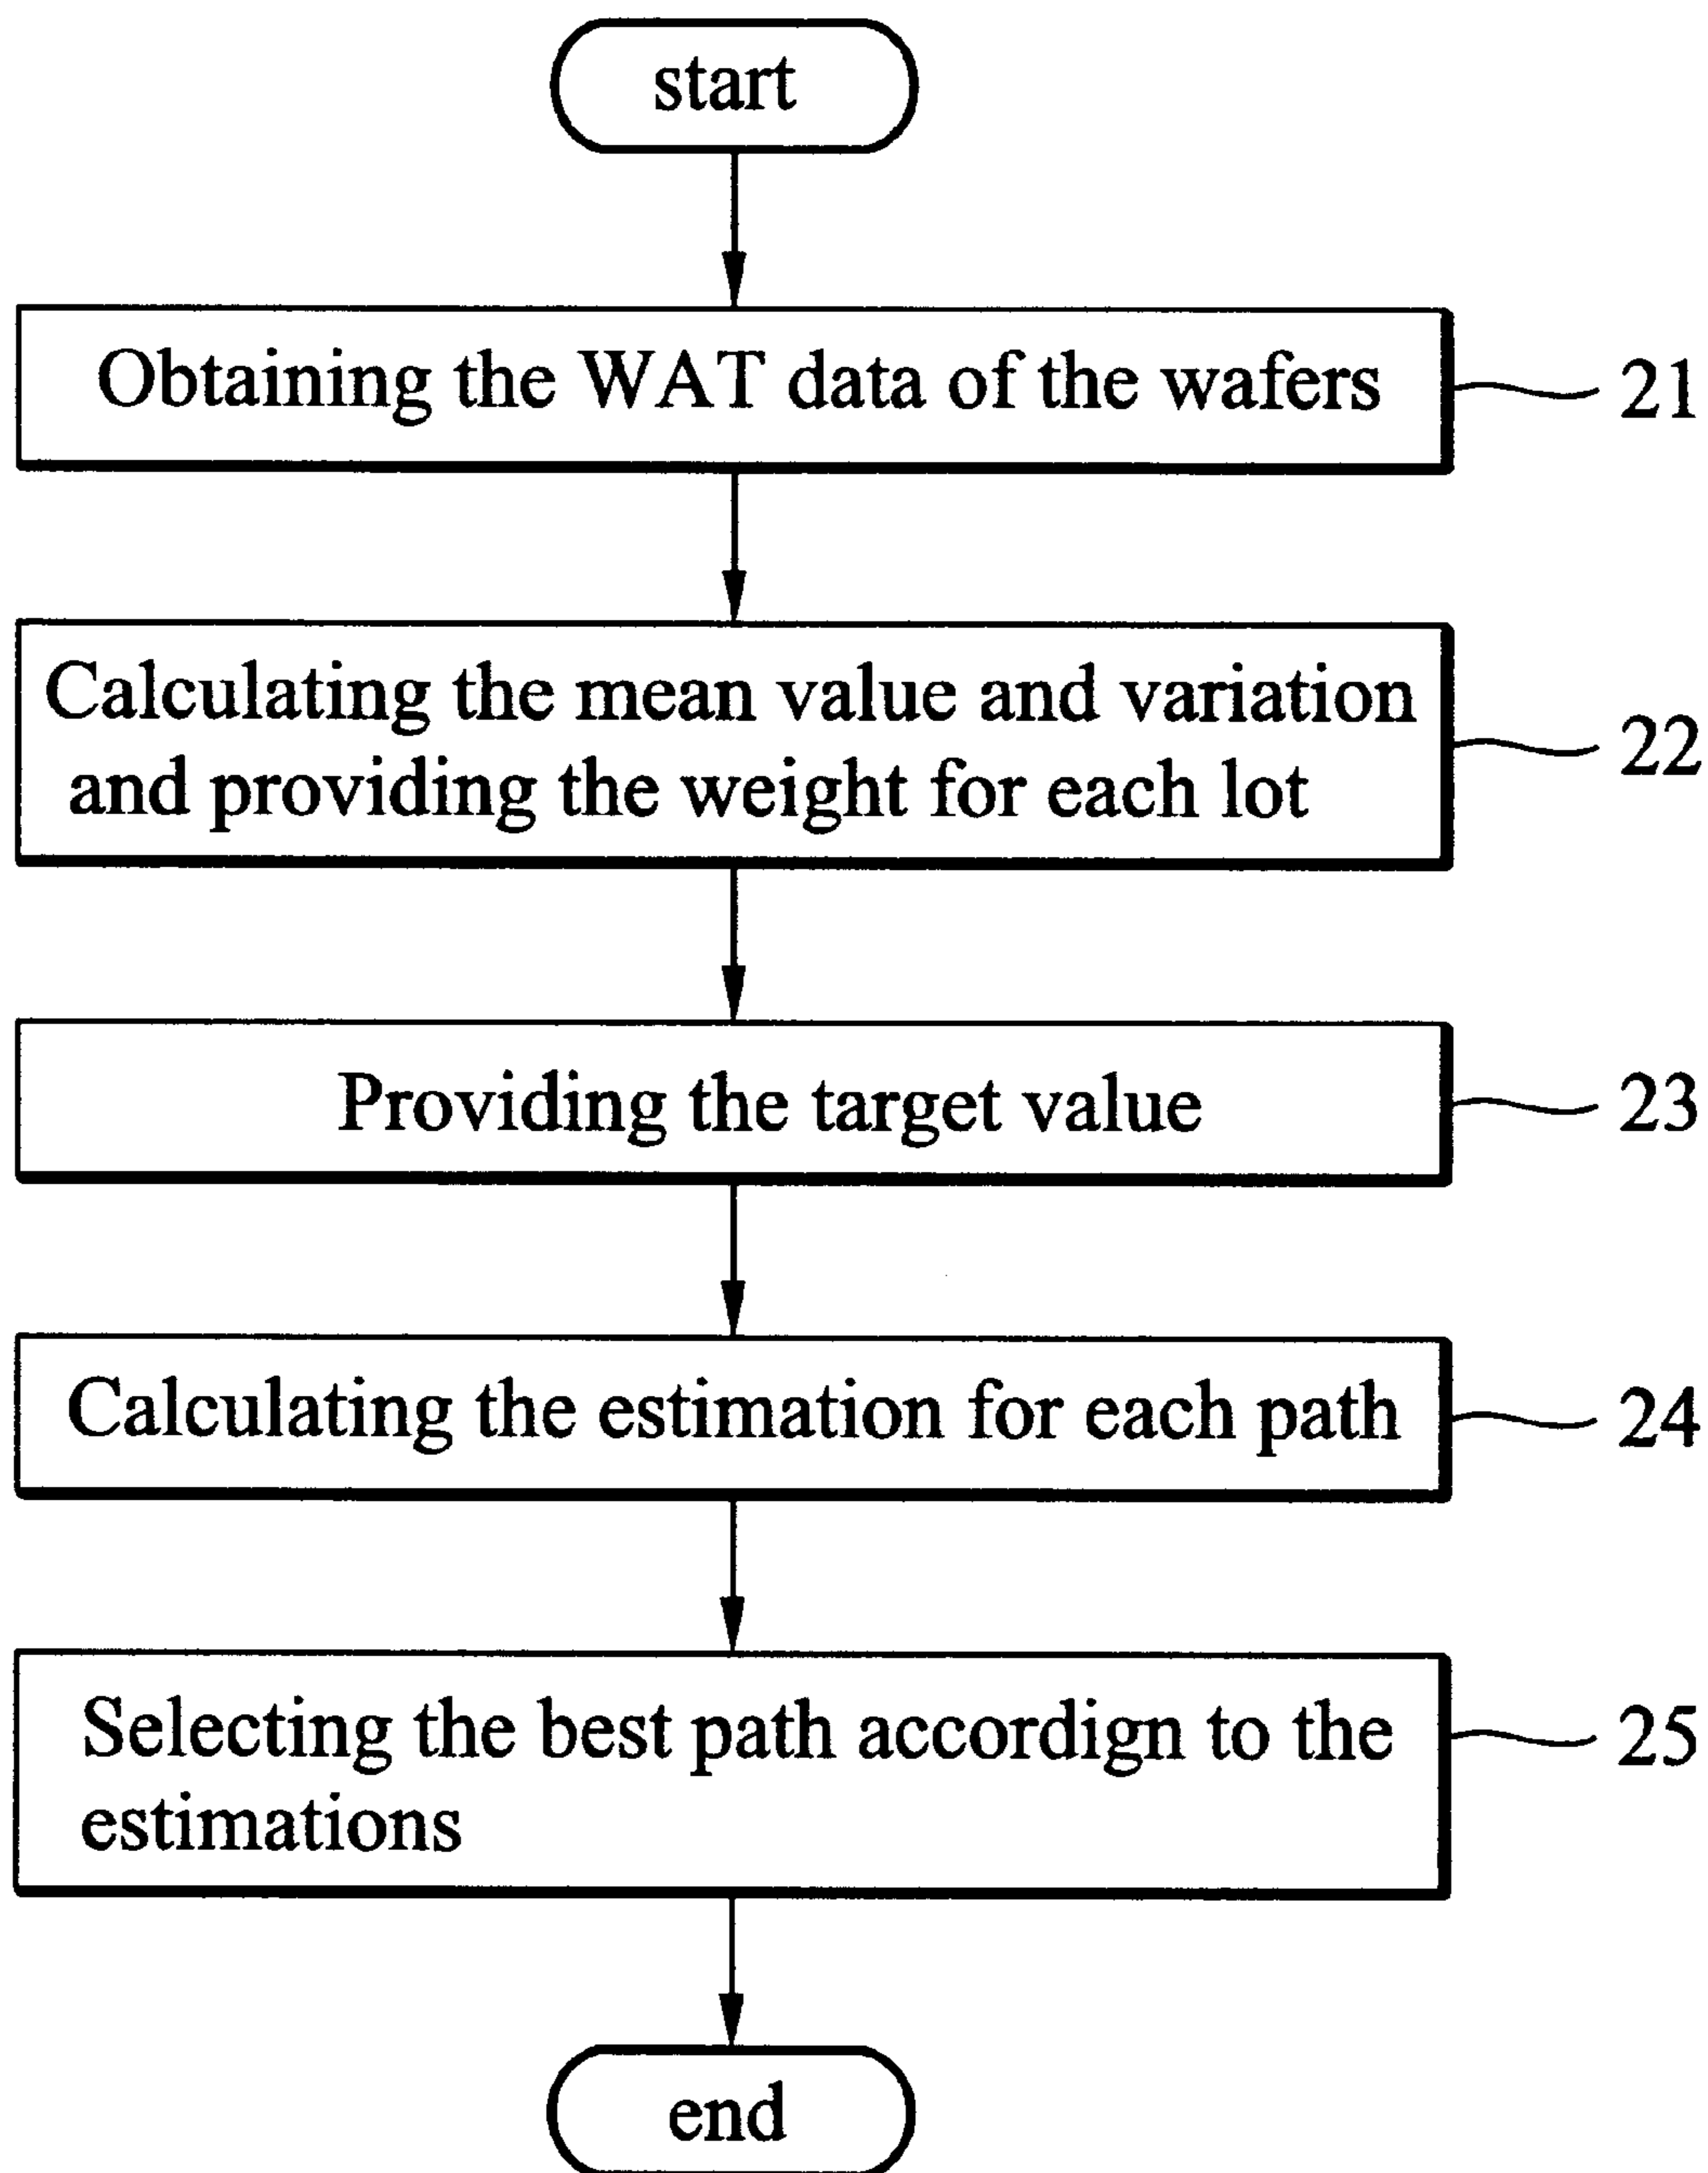 start
Obtaining the WAT data of the wafers
21
Calculating the mean value and variation
and providing the weight for each lot
22
Providing the target value
23
Calculating the estimation for each path
24
Selecting the best path accordign to the
estimations
25
end